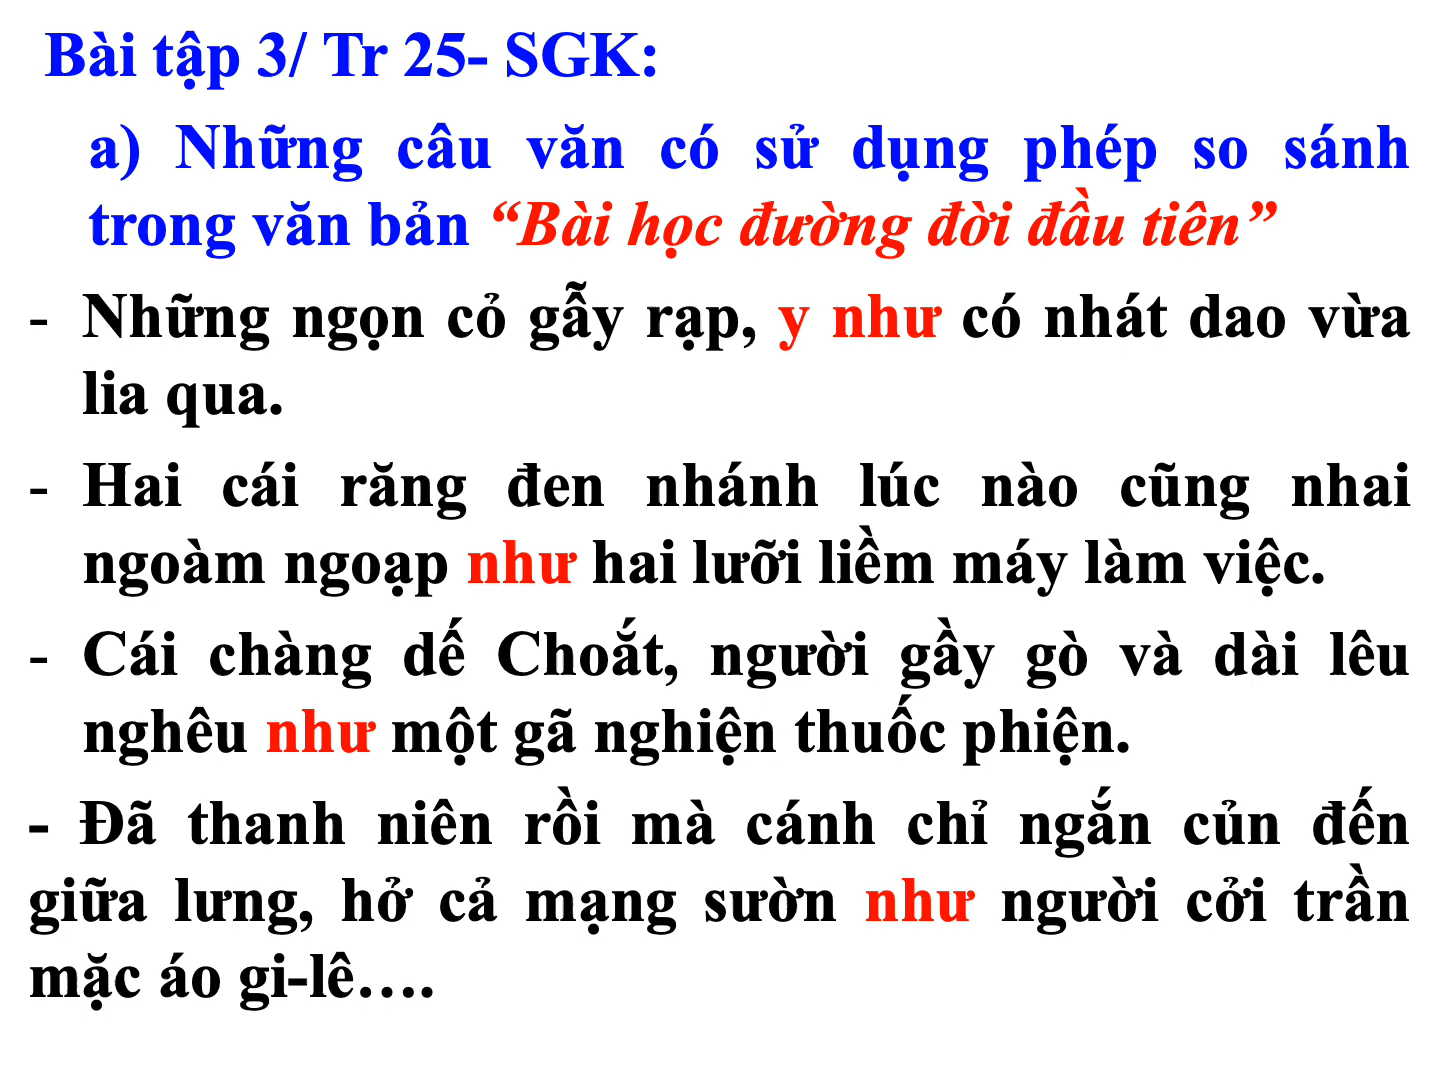 Bài tập 3/ Tr 25- SGK:
a) Những câu văn có sử dụng phép so sánh
trong văn bản “Bài học đường đời đầu tiên”
- Những ngọn cỏ gẫy rạp, y như có nhát dao vừa
lia qua.
- Hai cái răng đen nhánh lúc nào cũng nhai
ngoàm ngoạp như hai lưỡi liềm máy làm việc.
- Cái chàng dế Choắt, người gầy gò và dài lêu
nghêu như một gã nghiện thuốc phiện.
- Đã thanh niên rồi mà cánh chỉ ngắn củn đến
giữa lưng, hở cả mạng sườn như người cởi trần
mặc áo gi-lê….